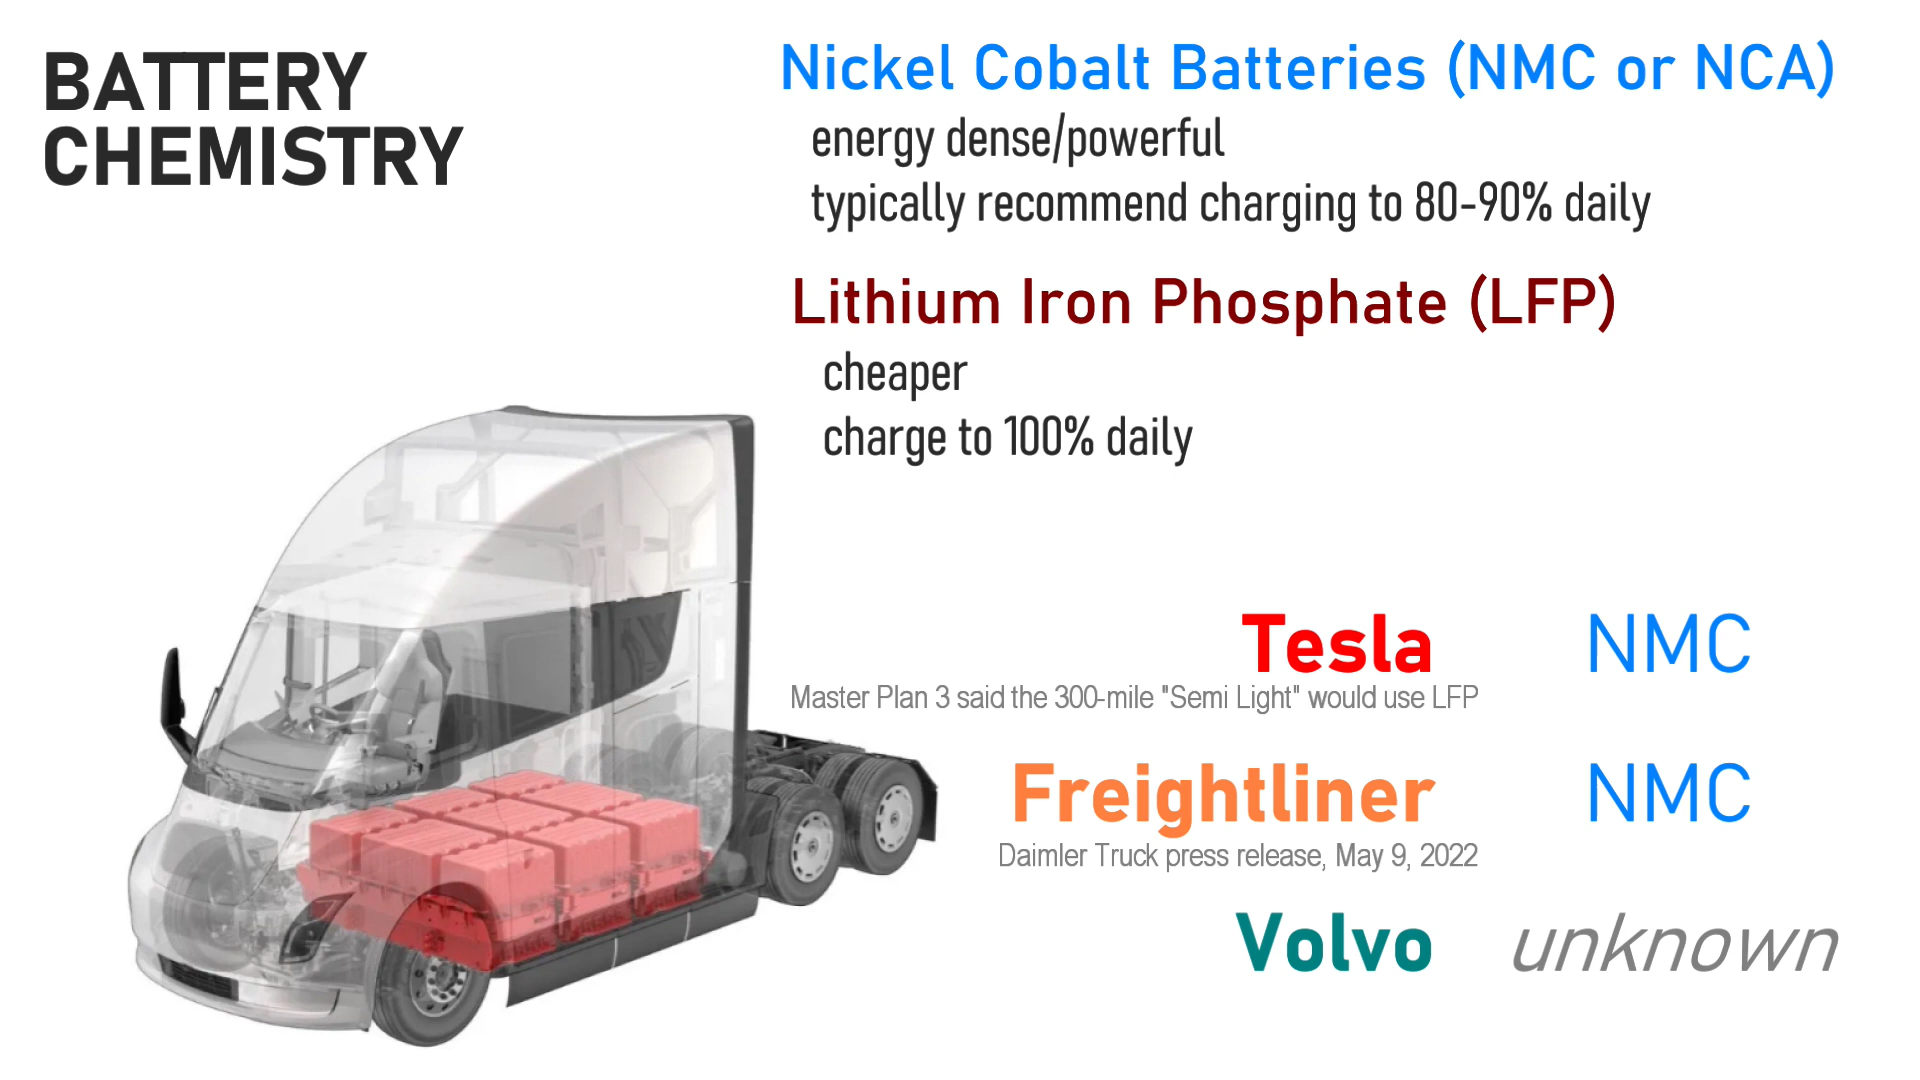 BATTERY
CHEMISTRY
Nickel Cobalt Batteries (NMC or NCA)
energy dense/powerful
typically recommend charging to 80-90% daily
Lithium Iron Phosphate (LFP)
cheaper
charge to 100% daily
Tesla NMC
Master Plan 3 said the 300-mile "Semi Light" would use LFP
Freightliner NMC
Daimler Truck press release, May 9, 2022
Volvo unknown